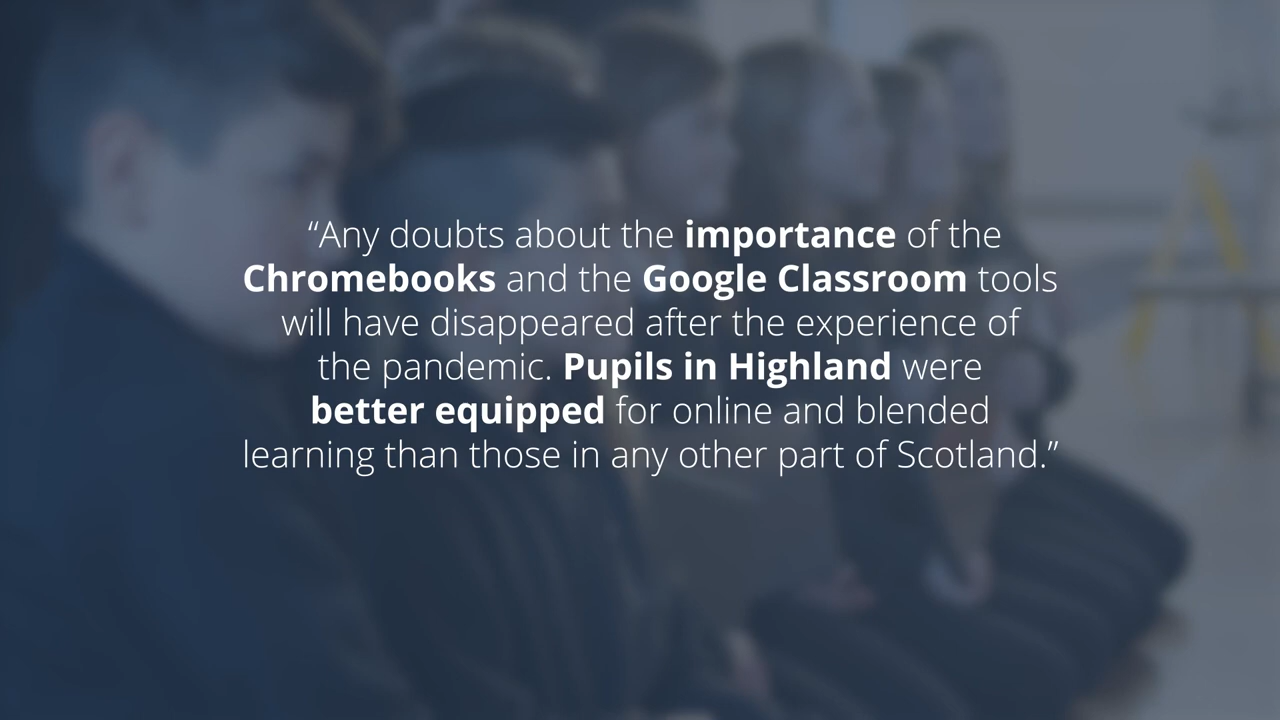 “Any doubts about the importance of the
Chromebooks and the Google Classroom tools
will have disappeared after the experience of
the pandemic. Pupils in Highland were
better equipped for online and blended
learning than those in any other part of Scotland.”